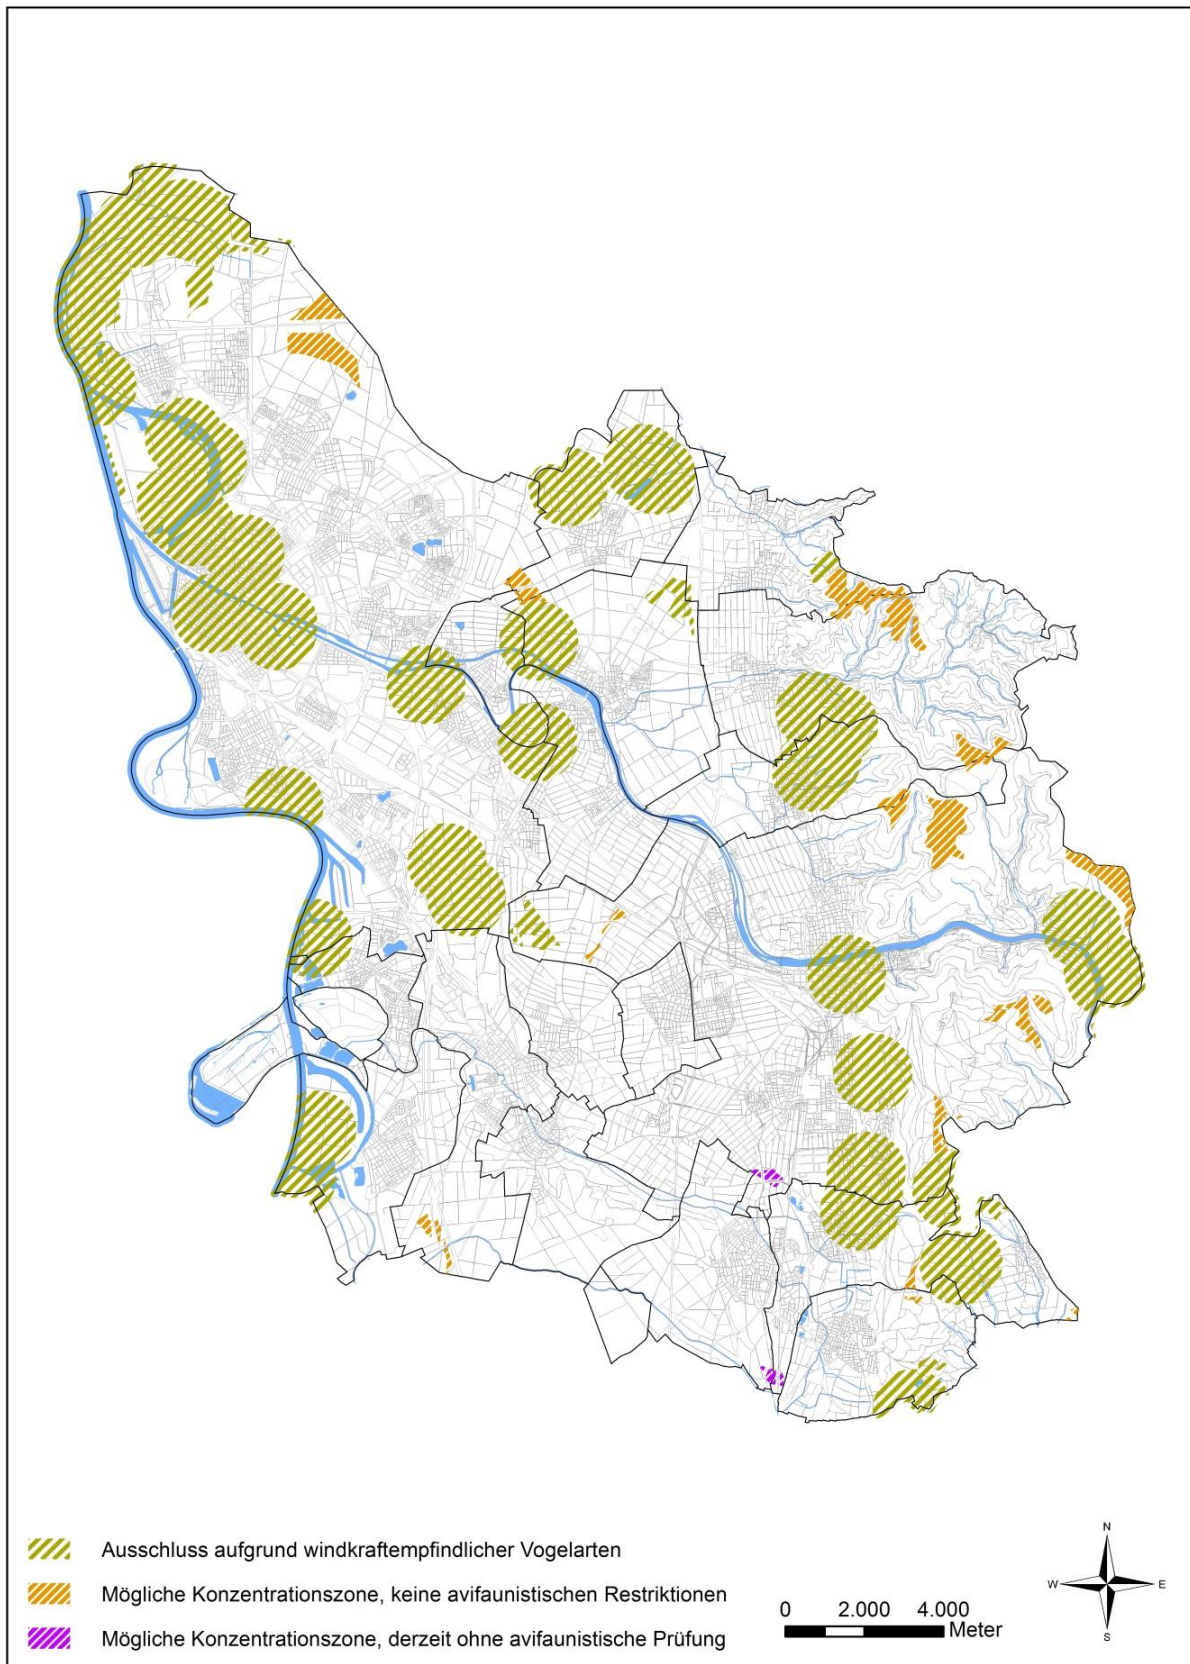 Ausschluss aufgrund windkraftempfindlicher Vogelarten
Mögliche Konzentrationszone, keine avifaunistischen Restriktionen
Mögliche Konzentrationszone, derzeit ohne avifaunistische Prüfung
0 2.000 4.000
Meter
N
W E
S